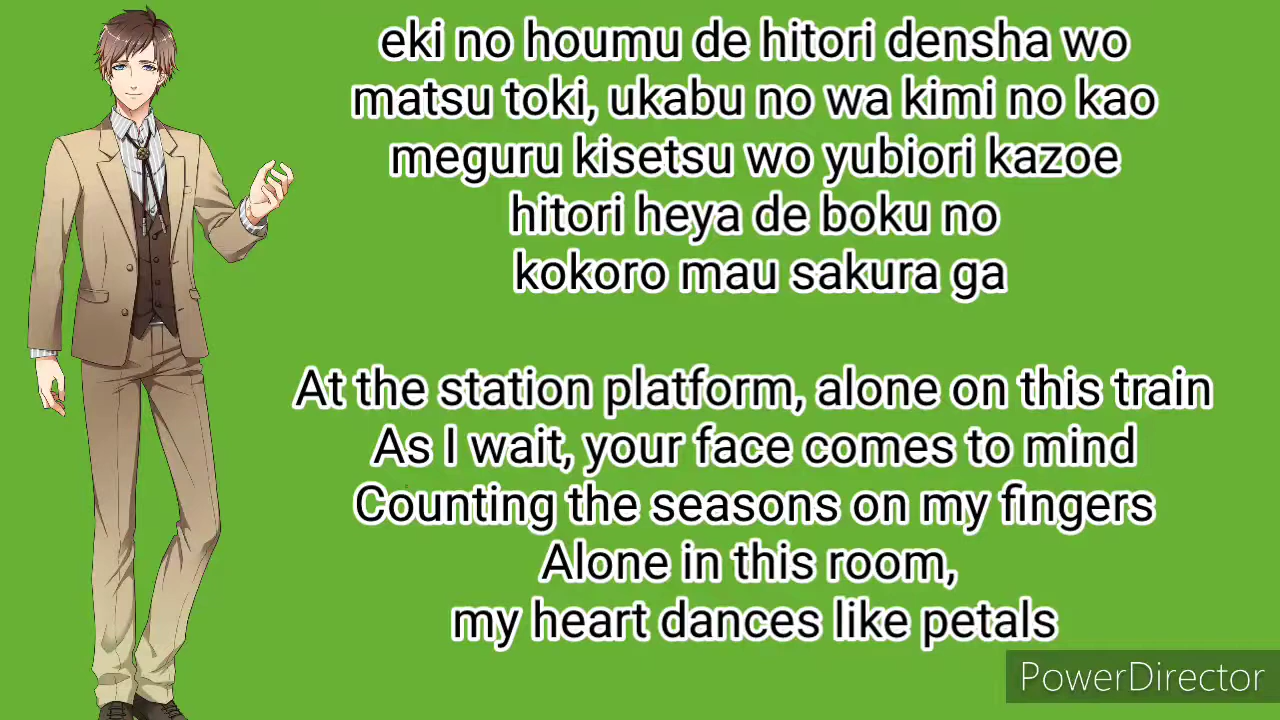 eki no houmu de hitori densha wo
matsu toki, ukabu no wa kimi no kao
meguru kisetsu wo yubiori kazoe
hitori heya de boku no
kokoro mau sakura ga
At the station platform, alone on this train
As I wait, your face comes to mind
Counting the seasons on my fingers
Alone in this room,
my heart dances like petals
PowerDirector